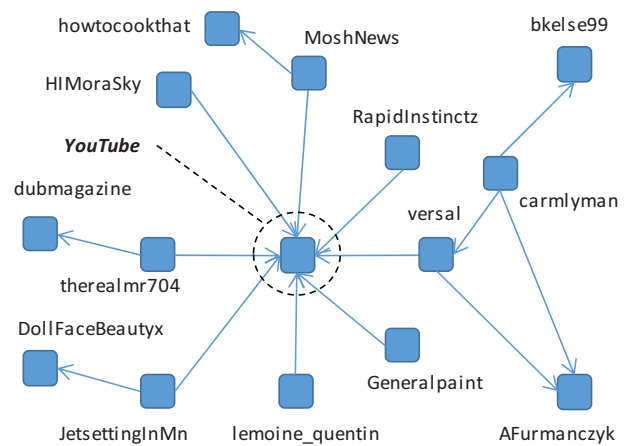 howtocookthat
MoshNews
bkelse99
HIMoraSky
RapidInstinctz
YouTube
dubmagazine
versal
carmlyman
therealmr704
DollFaceBeautyx
Generalpaint
JetsettingInMn
lemoine_quentin
AFurmanczyk